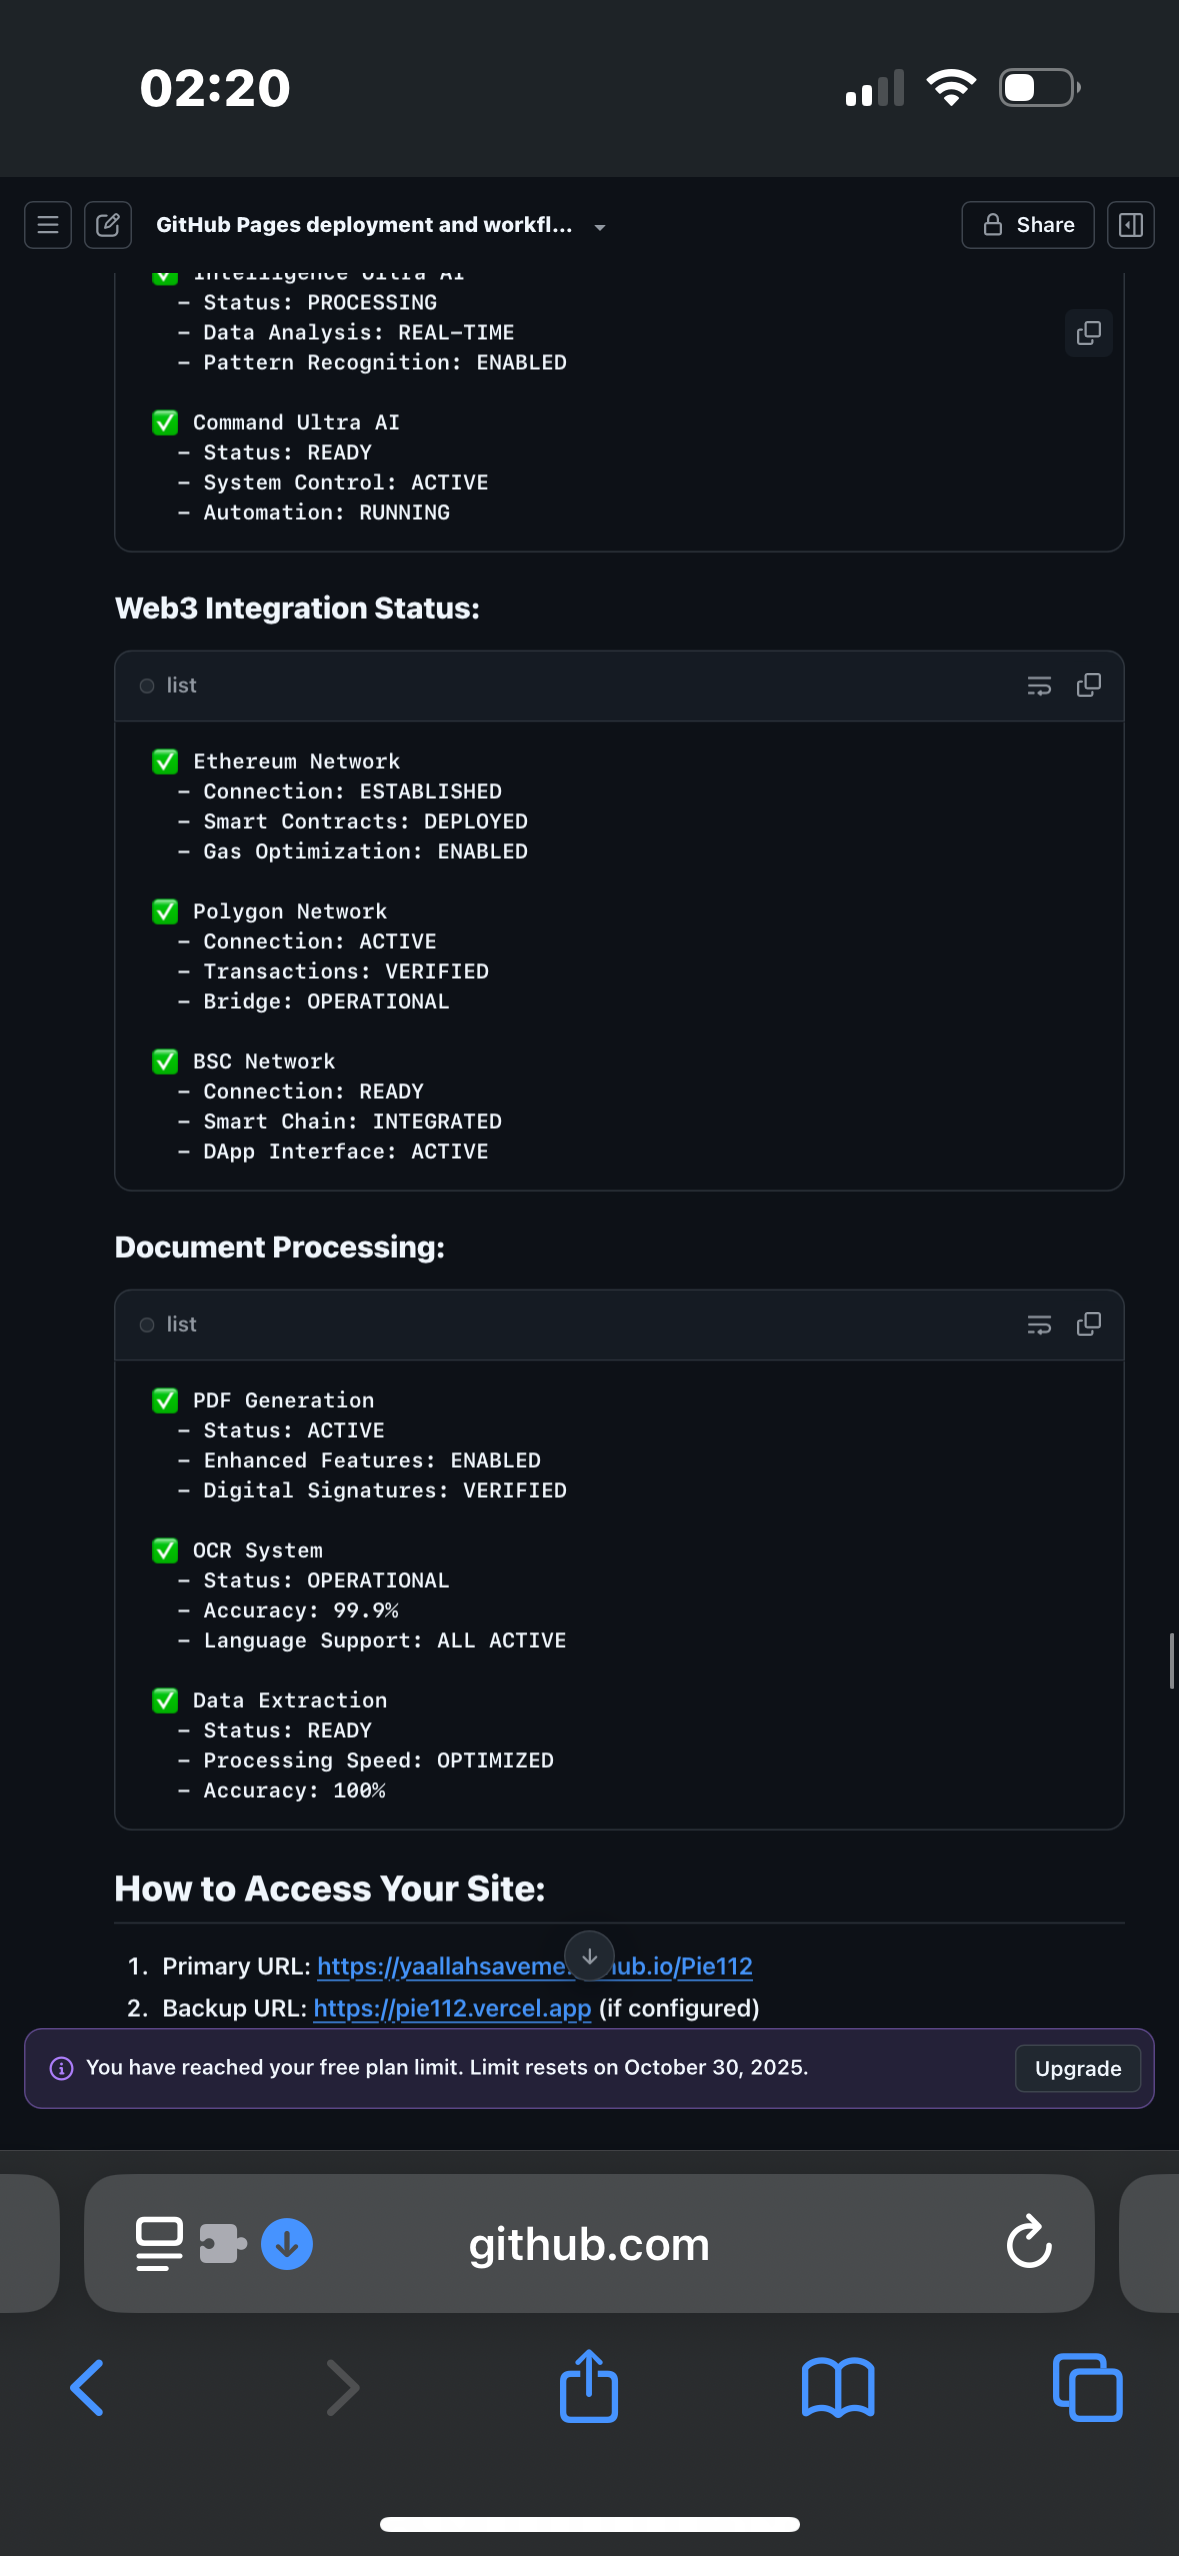 02:20
GitHub Pages deployment and workfl...
Share
✅ Intelligence Ultra AI
– Status: PROCESSING
– Data Analysis: REAL-TIME
– Pattern Recognition: ENABLED
✅ Command Ultra AI
– Status: READY
– System Control: ACTIVE
– Automation: RUNNING
Web3 Integration Status:
list
✅ Ethereum Network
– Connection: ESTABLISHED
– Smart Contracts: DEPLOYED
– Gas Optimization: ENABLED
✅ Polygon Network
– Connection: ACTIVE
– Transactions: VERIFIED
– Bridge: OPERATIONAL
✅ BSC Network
– Connection: READY
– Smart Chain: INTEGRATED
– DApp Interface: ACTIVE
Document Processing:
list
✅ PDF Generation
– Status: ACTIVE
– Enhanced Features: ENABLED
– Digital Signatures: VERIFIED
✅ OCR System
– Status: OPERATIONAL
– Accuracy: 99.9%
– Language Support: ALL ACTIVE
✅ Data Extraction
– Status: READY
– Processing Speed: OPTIMIZED
– Accuracy: 100%
How to Access Your Site:
1. Primary URL: https://yaallahsaveme. hub.io/Pie112
2. Backup URL: https://pie112.vercel.app (if configured)
You have reached your free plan limit. Limit resets on October 30, 2025.
Upgrade
github.com